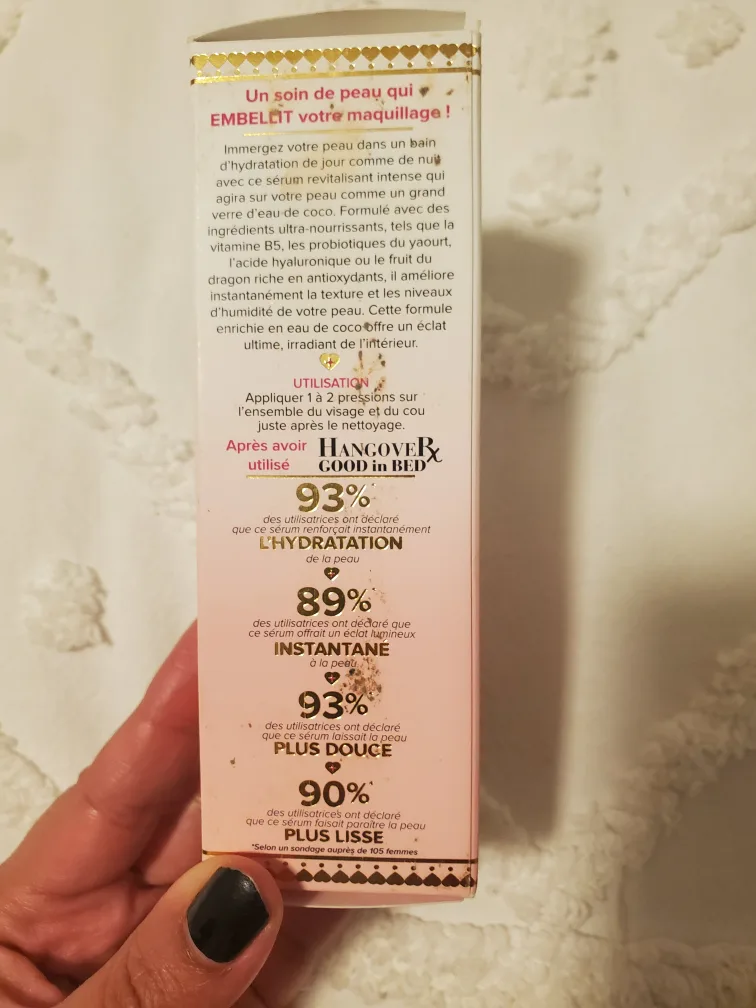 Un soin de peau qui
EMBELLIT votre maquillage !
Immergez votre peau dans un bain
d'hydratation de jour comme de nuit
avec ce sérum revitalisant intense qui
agira sur votre peau comme un grand
verre d'eau de coco. Formulé avec des
ingrédients ultra-nourrissants, tels que la
vitamine B5, les probiotiques du yaourt,
l'acide hyaluronique ou le fruit du
dragon riche en antioxydants, il améliore
instantanément la texture et les niveaux
d'humidité de votre peau. Cette formule
enrichie en eau de coco offre un éclat
ultime, irradiant de l'intérieur.
UTILISATION
Appliquer 1 à 2 pressions sur
l'ensemble du visage et du cou
juste après le nettoyage.
Après avoir utilisé HANGOVERX GOOD in BED
93%*
des utilisatrices ont déclaré
que ce sérum renforçait instantanément
L'HYDRATATION
de la peau
89%*
des utilisatrices ont déclaré que
ce sérum offrait un éclat lumineux
INSTANTANÉ
à la peau
93%*
des utilisatrices ont déclaré
que ce sérum laissait la peau
PLUS DOUCE
90%*
des utilisatrices ont déclaré
que ce sérum faisait paraître la peau
PLUS LISSE
*Selon un sondage auprès de 105 femmes